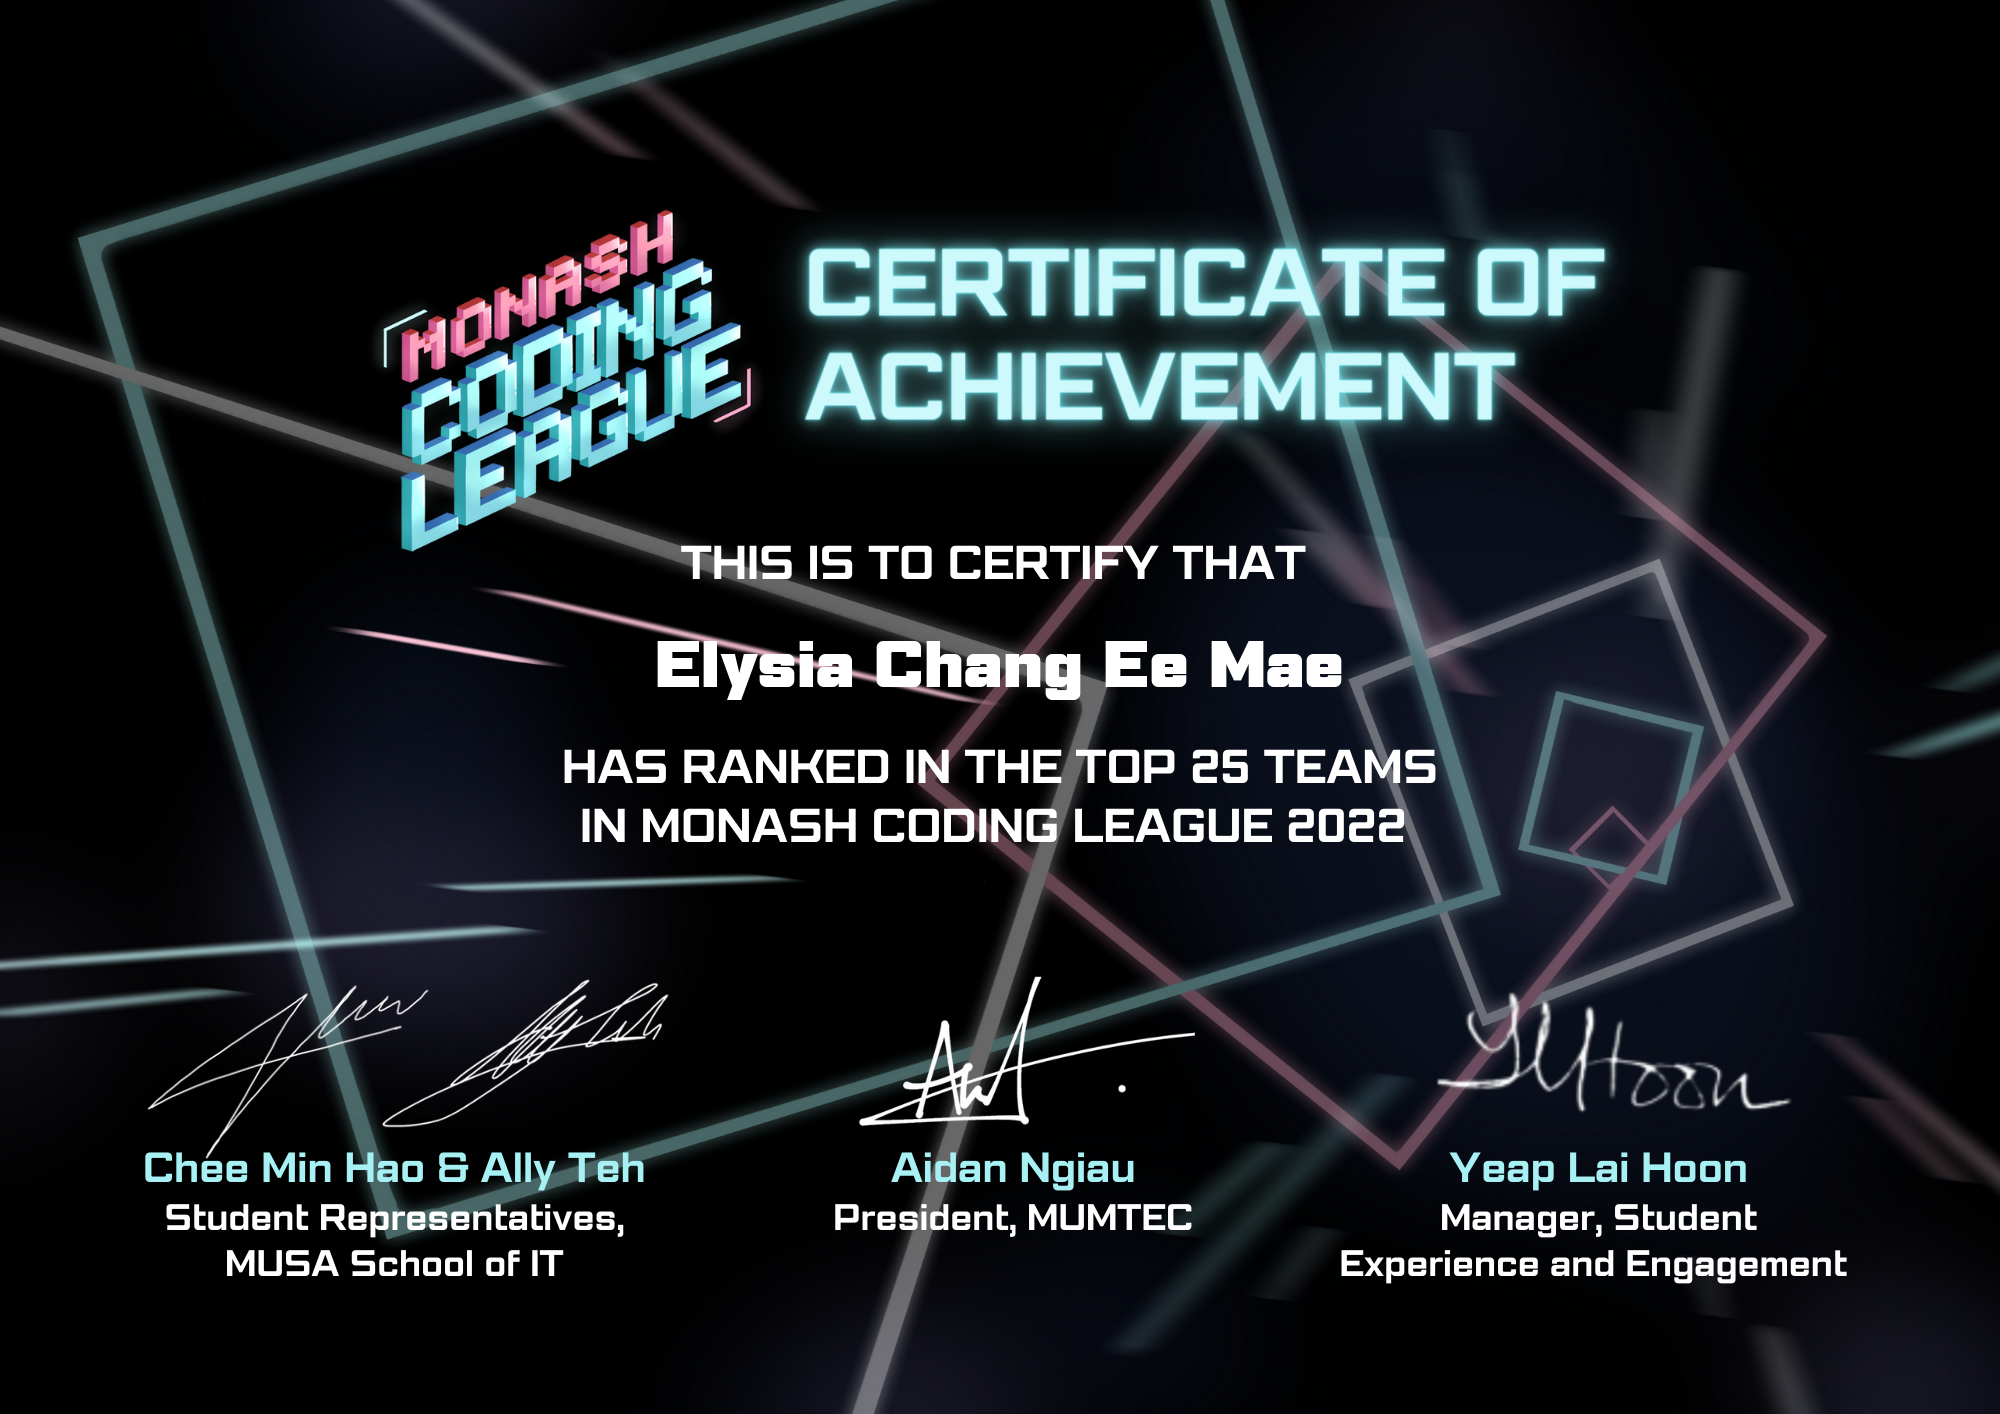 MONASH
CODING
LEAGUE
CERTIFICATE OF
ACHIEVEMENT
THIS IS TO CERTIFY THAT
Elysia Chang Ee Mae
HAS RANKED IN THE TOP 25 TEAMS
IN MONASH CODING LEAGUE 2022
Chee Min Hao & Ally Teh
Student Representatives,
MUSA School of IT
Aidan Ngiau
President, MUMTEC
Yeap Lai Hoon
Manager, Student
Experience and Engagement